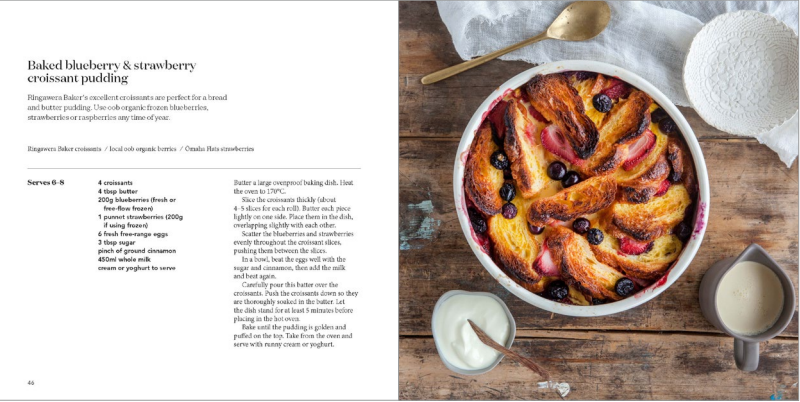 Baked blueberry & strawberry
croissant pudding
Ringawera Baker's excellent croissants are perfect for a bread
and butter pudding. Use oob organic frozen blueberries,
strawberries or raspberries any time of year.
Ringawera Baker croissants / local oob organic berries / Ōmaha Flats strawberries
Serves 6–8
4 croissants
4 tbsp butter
200g blueberries (fresh or
free-flow frozen)
1 punnet strawberries (200g
if using frozen)
6 fresh free-range eggs
3 tbsp sugar
pinch of ground cinnamon
450ml whole milk
cream or yoghurt to serve
Butter a large ovenproof baking dish. Heat
the oven to 170°C.
Slice the croissants thickly (about
4–5 slices for each roll). Butter each piece
lightly on one side. Place them in the dish,
overlapping slightly with each other.
Scatter the blueberries and strawberries
evenly throughout the croissant slices,
pushing them between the slices.
In a bowl, beat the eggs well with the
sugar and cinnamon, then add the milk
and beat again.
Carefully pour this batter over the
croissants. Push the croissants down so they
are thoroughly soaked in the batter. Let
the dish stand for at least 5 minutes before
placing in the hot oven.
Bake until the pudding is golden and
puffed on the top. Take from the oven and
serve with runny cream or yoghurt.
46